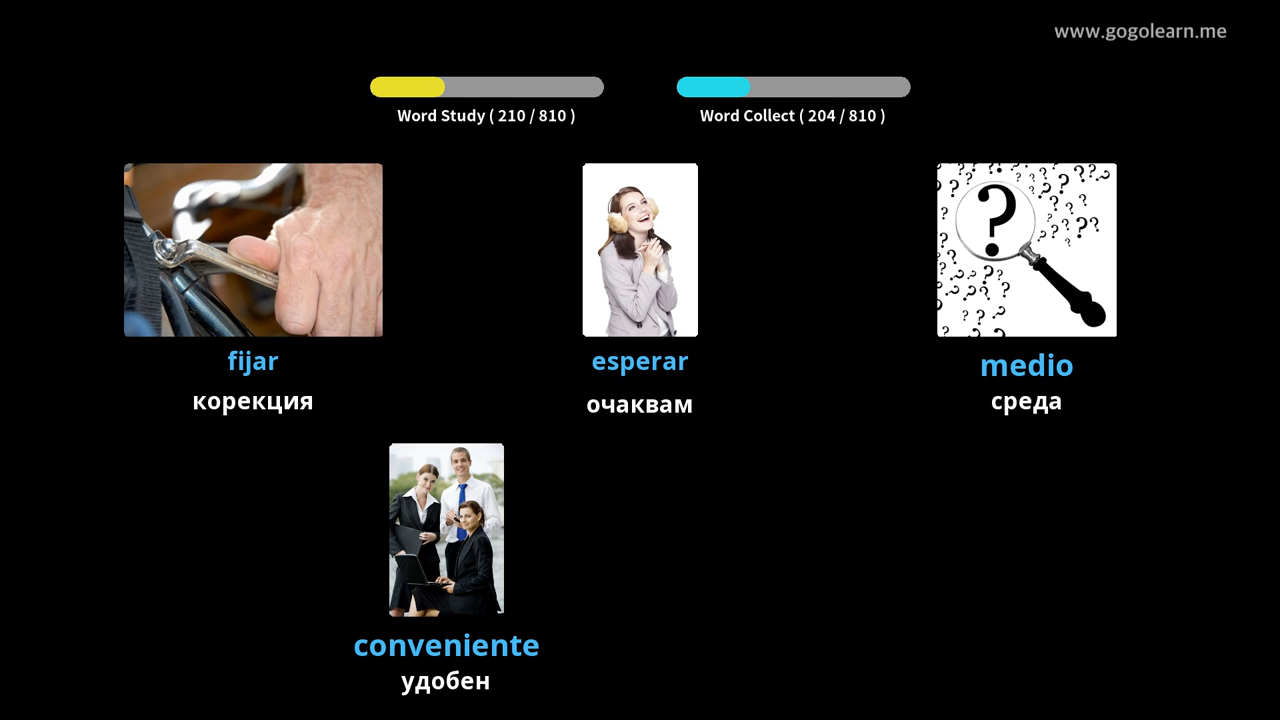 www.gogolearn.me
Word Study ( 210 / 810 )
Word Collect ( 204 / 810 )
fijar
корекция
esperar
очаквам
medio
среда
conveniente
удобен